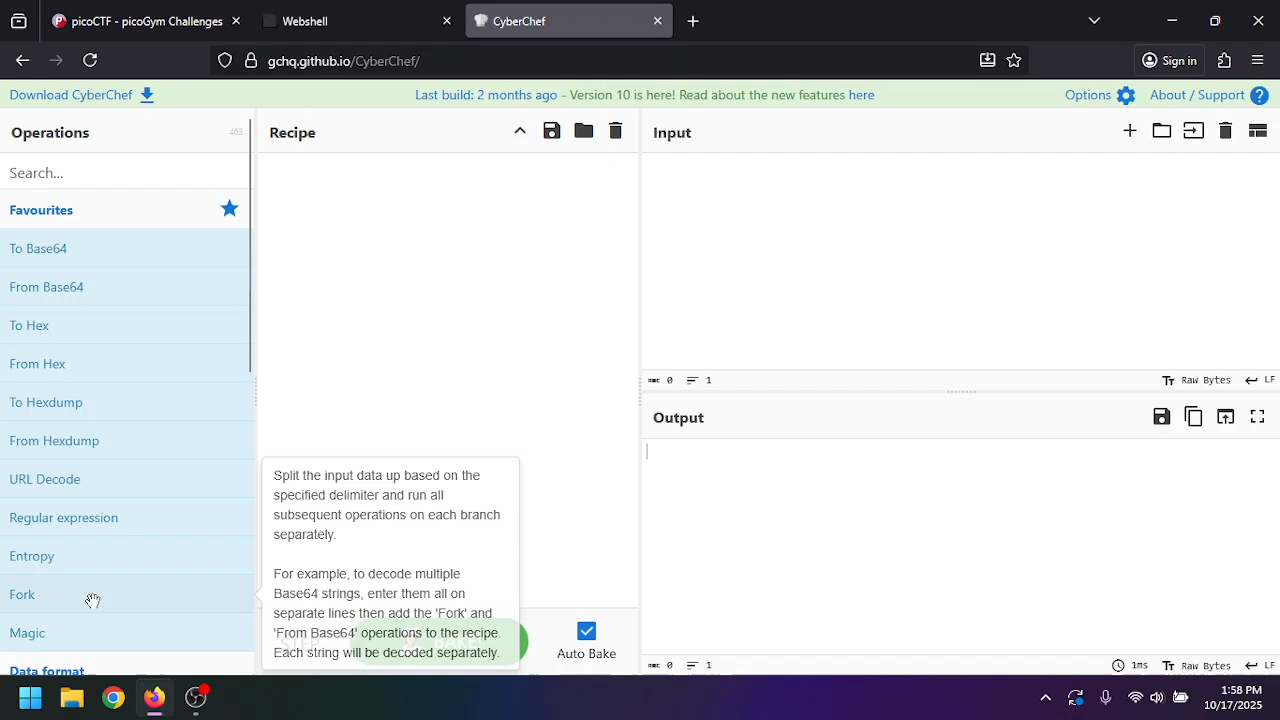 picoCTF - picoGym Challenges
Webshell
CyberChef
gchq.github.io/CyberChef/
Sign in
Download CyberChef
Last build: 2 months ago - Version 10 is here! Read about the new features here
Options
About / Support
Operations
463
Recipe
Input
Search...
Favourites
To Base64
From Base64
To Hex
From Hex
0
1
Raw Bytes
LF
To Hexdump
Output
From Hexdump
URL Decode
Regular expression
Entropy
Fork
Magic
Data format
Split the input data up based on the
specified delimiter and run all
subsequent operations on each branch
separately.
For example, to decode multiple
Base64 strings, enter them all on
separate lines then add the 'Fork' and
'From Base64' operations to the recipe.
Each string will be decoded separately.
Auto Bake
0
1
1ms
Raw Bytes
LF
1:58 PM
10/17/2025